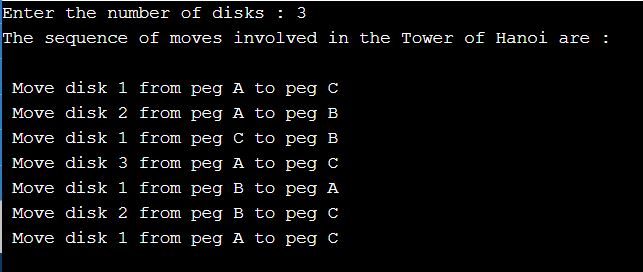 Enter the number of disks : 3
The sequence of moves involved in the Tower of Hanoi are :
Move disk 1 from peg A to peg C
Move disk 2 from peg A to peg B
Move disk 1 from peg C to peg B
Move disk 3 from peg A to peg C
Move disk 1 from peg B to peg A
Move disk 2 from peg B to peg C
Move disk 1 from peg A to peg C